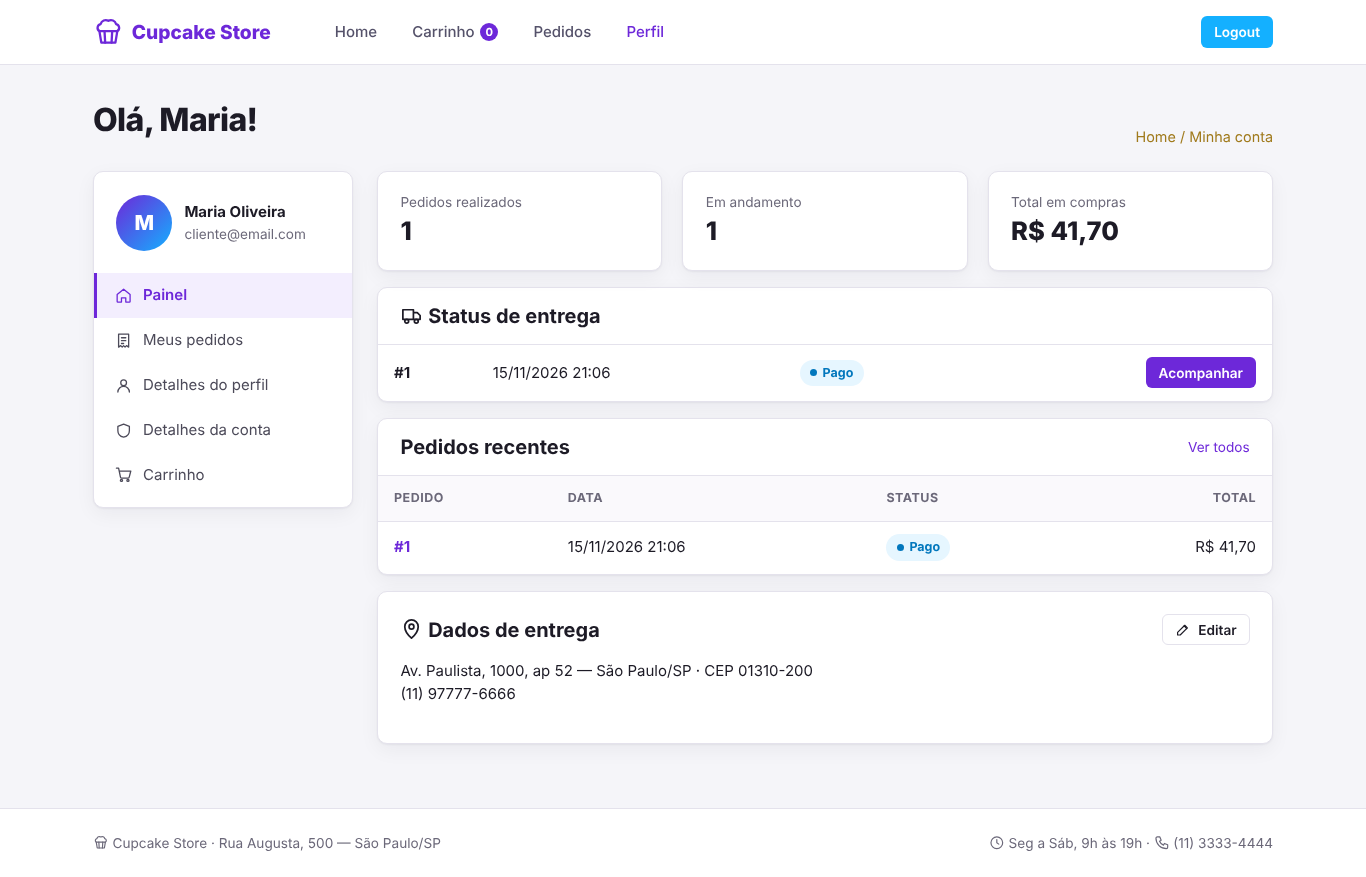 Cupcake Store
Home
Carrinho 0
Pedidos
Perfil
Logout
Olá, Maria!
Home / Minha conta
M
Maria Oliveira
cliente@email.com
Painel
Meus pedidos
Detalhes do perfil
Detalhes da conta
Carrinho
Pedidos realizados
1
Em andamento
1
Total em compras
R$ 41,70
Status de entrega
#1 15/11/2026 21:06 Pago Acompanhar
Pedidos recentes
Ver todos
PEDIDO DATA STATUS TOTAL
#1 15/11/2026 21:06 Pago R$ 41,70
Dados de entrega
Editar
Av. Paulista, 1000, ap 52 — São Paulo/SP · CEP 01310-200
(11) 97777-6666
Cupcake Store · Rua Augusta, 500 — São Paulo/SP
Seg a Sáb, 9h às 19h · (11) 3333-4444